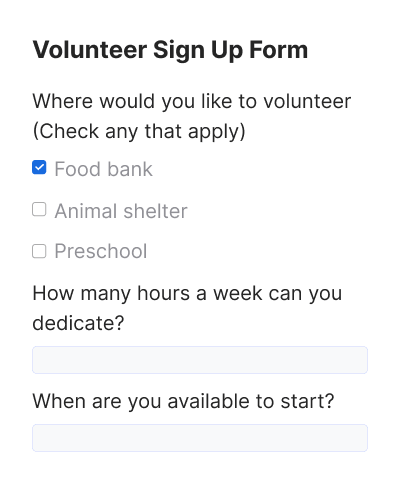 Volunteer Sign Up Form
Where would you like to volunteer
(Check any that apply)
Food bank
Animal shelter
Preschool
How many hours a week can you
dedicate?
When are you available to start?